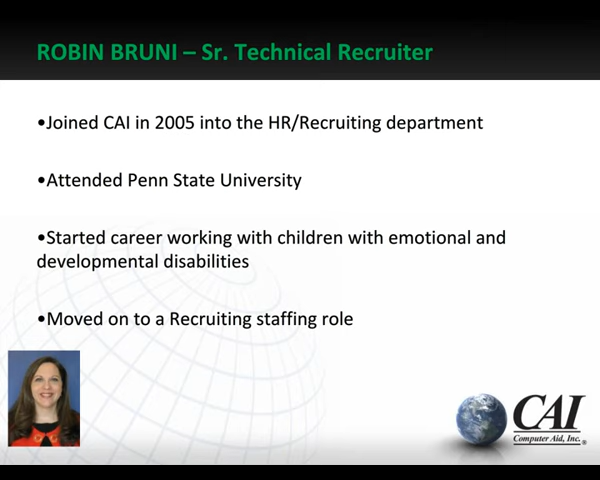 ROBIN BRUNI – Sr. Technical Recruiter
•Joined CAI in 2005 into the HR/Recruiting department
•Attended Penn State University
•Started career working with children with emotional and
developmental disabilities
•Moved on to a Recruiting staffing role
CAI
Computer Aid, Inc.®